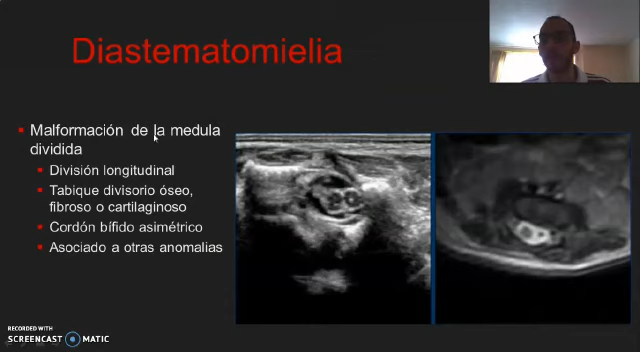 Diastematomielia
▪ Malformación de la medula
dividida
▪ División longitudinal
▪ Tabique divisorio óseo,
fibroso o cartilaginoso
▪ Cordón bífido asimétrico
▪ Asociado a otras anomalias
RECORDED WITH
SCREENCAST MATIC